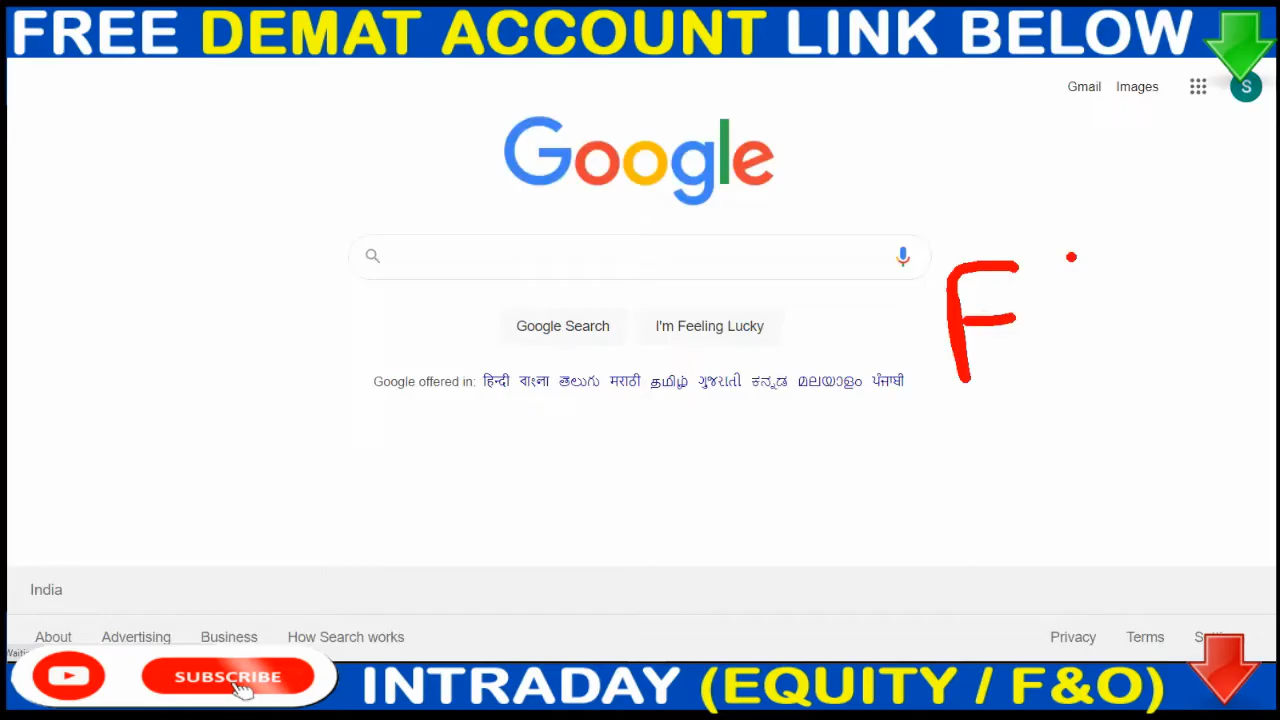 FREE DEMAT ACCOUNT LINK BELOW
Gmail Images S
Google
F
Google Search I'm Feeling Lucky
Google offered in: हिन्दी বাংলা తెలుగు मराठी தமிழ் ગુજરાતી ಕನ್ನಡ മലയാളം ਪੰਜਾਬੀ
India
About Advertising Business How Search works Privacy Terms
SUBSCRIBE
INTRADAY (EQUITY / F&O)